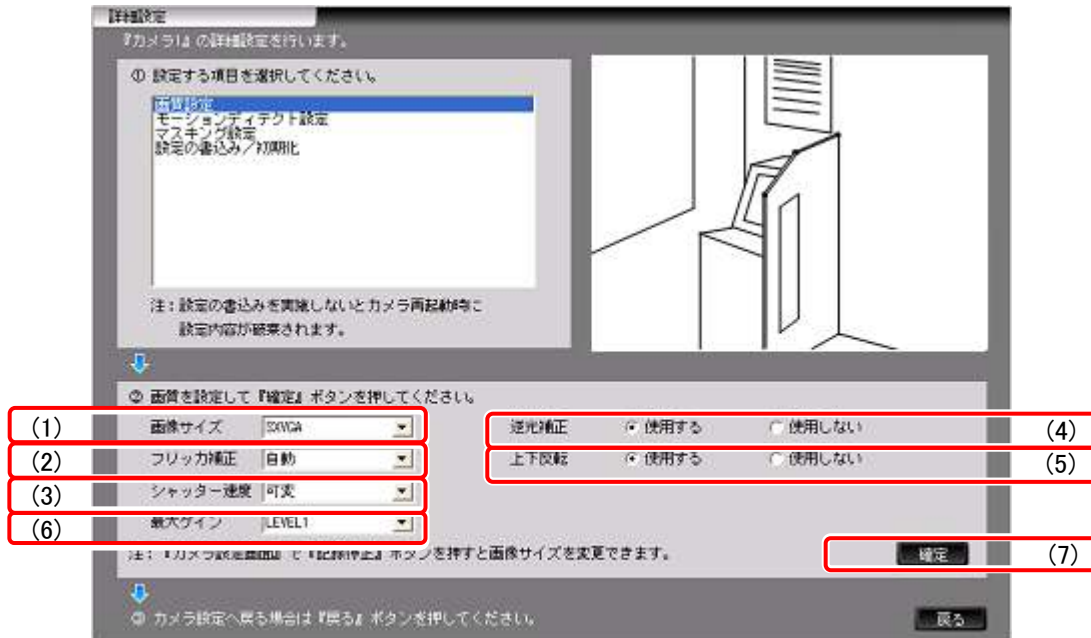 詳細設定
『カメラ1』の詳細設定を行います。
① 設定する項目を選択してください。
画質設定
モーションディテクト設定
マスキング設定
設定の書込み／初期化
注：設定の書込みを実施しないとカメラ再起動時に
設定内容が破棄されます。
② 画質を設定して『確定』ボタンを押してください。
(1) 画像サイズ SXVGA 逆光補正 使用する 使用しない (4)
(2) フリッカ補正 自動 上下反転 使用する 使用しない (5)
(3) シャッター速度 可変
(6) 最大ゲイン LEVEL1
注：『カメラ設定画面』で『記録停止』ボタンを押すと画像サイズを変更できます。 確定 (7)
③ カメラ設定へ戻る場合は『戻る』ボタンを押してください。 戻る